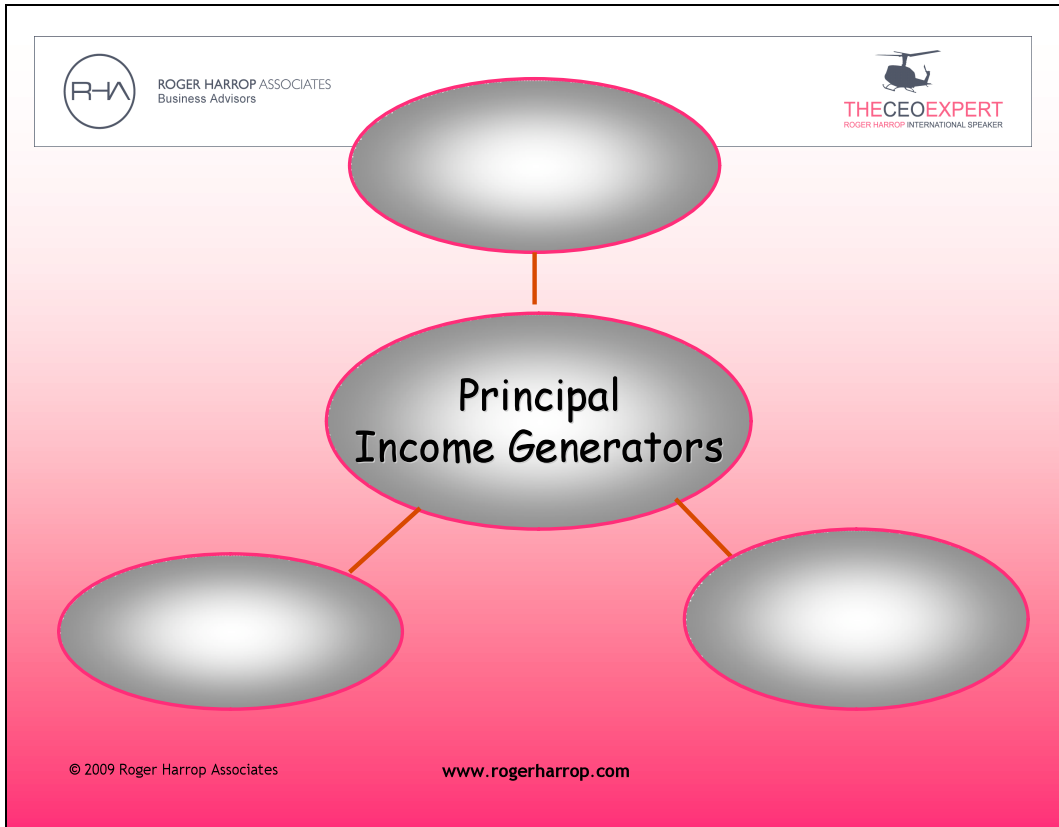 RHA
ROGER HARROP ASSOCIATES
Business Advisors
THECEOEXPERT
ROGER HARROP INTERNATIONAL SPEAKER
Principal
Income Generators
© 2009 Roger Harrop Associates
www.rogerharrop.com